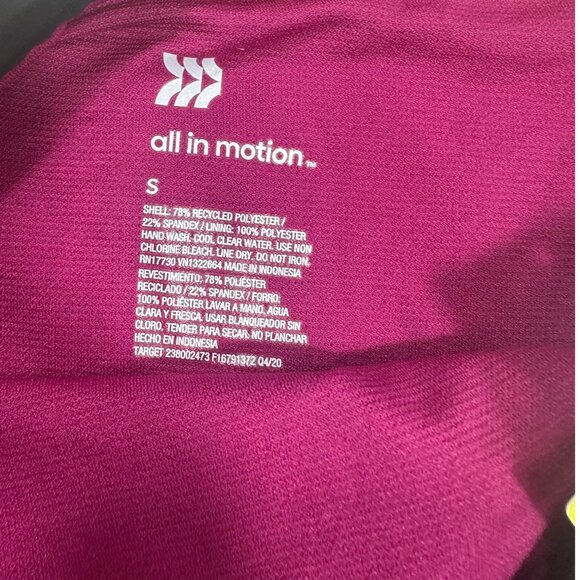 all in motion™
S
SHELL: 78% RECYCLED POLYESTER /
22% SPANDEX / LINING: 100% POLYESTER
HAND WASH. COOL CLEAR WATER. USE NON
CHLORINE BLEACH. LINE DRY. DO NOT IRON.
RN17730 VN1322664 MADE IN INDONESIA
REVESTIMIENTO: 78% POLIÉSTER
RECICLADO / 22% SPANDEX / FORRO:
100% POLIÉSTER LAVAR A MANO, AGUA
CLARA Y FRESCA. USAR BLANQUEADOR SIN
CLORO. TENDER PARA SECAR. NO PLANCHAR
HECHO EN INDONESIA
TARGET 238002473 F16791372 Q4/20